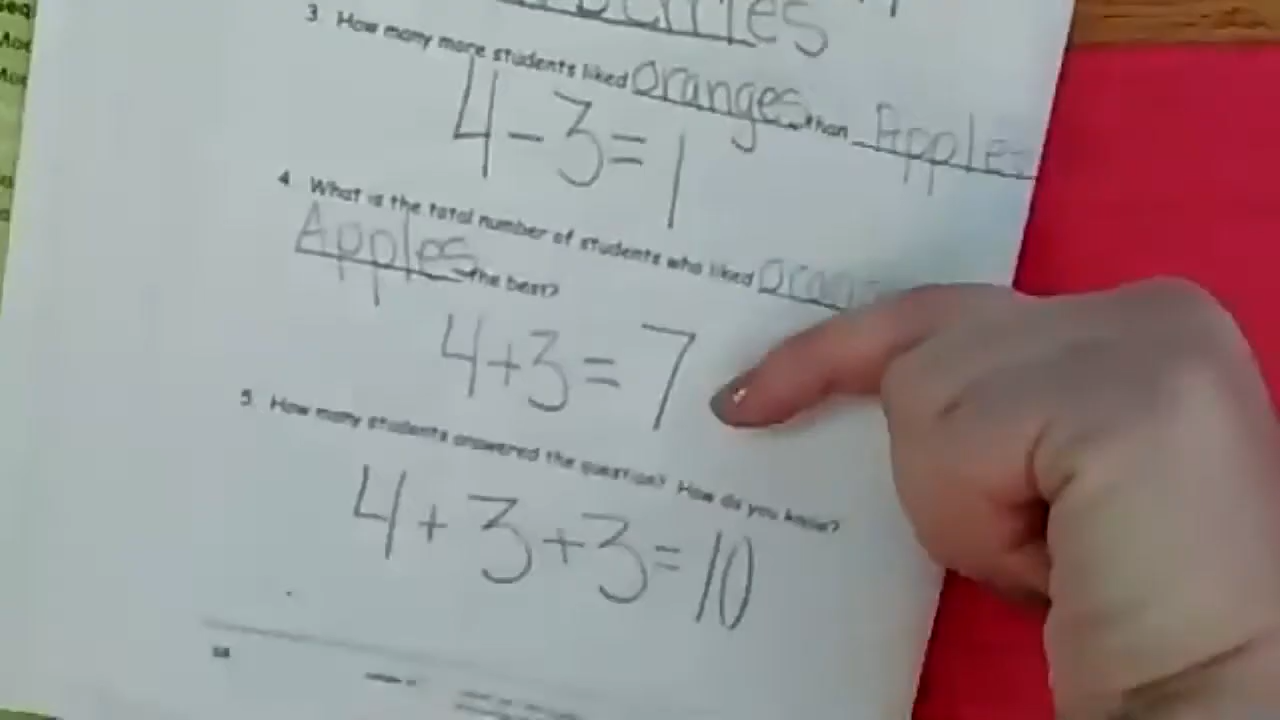 3. How many more students liked oranges than Apples
4-3=1
4. What is the total number of students who liked
Apples the best?
4+3=7
5. How many students answered the question? How do you know?
4+3+3=10